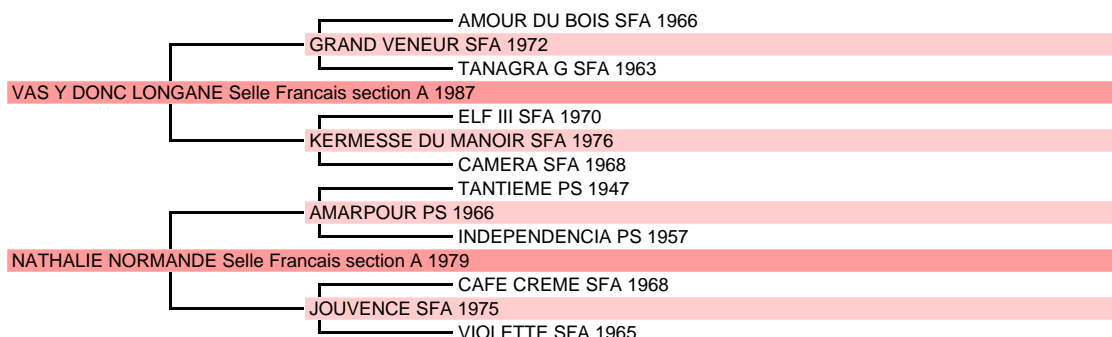 AMOUR DU BOIS SFA 1966
GRAND VENEUR SFA 1972
TANAGRA G SFA 1963
VAS Y DONC LONGANE Selle Francais section A 1987
ELF III SFA 1970
KERMESSE DU MANOIR SFA 1976
CAMERA SFA 1968
TANTIEME PS 1947
AMARPOUR PS 1966
INDEPENDENCIA PS 1957
NATHALIE NORMANDE Selle Francais section A 1979
CAFE CREME SFA 1968
JOUVENCE SFA 1975
VIOLETTE SFA 1965